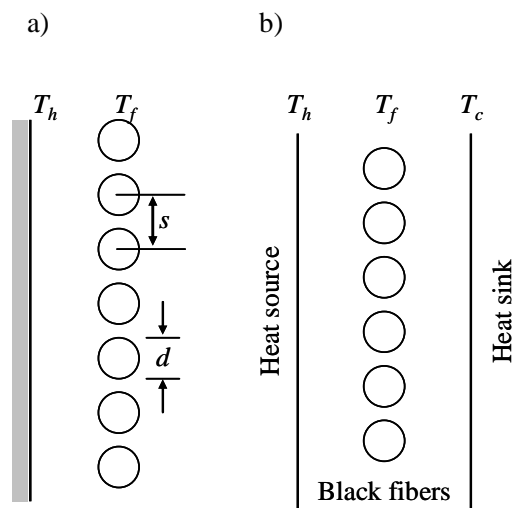 a)
b)
T_h
T_f
s
d
T_h
T_f
T_c
Heat source
Heat sink
Black fibers